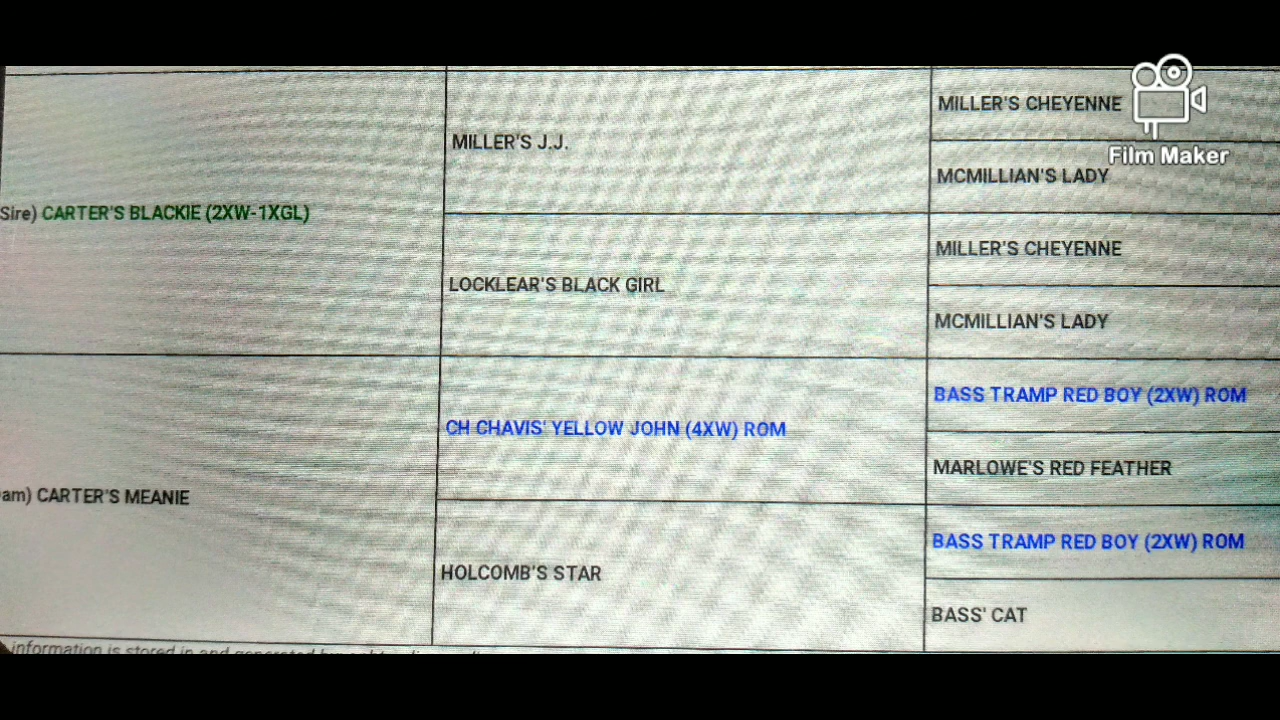 MILLER'S CHEYENNE
Film Maker
MILLER'S J.J.
MCMILLIAN'S LADY
Sire) CARTER'S BLACKIE (2XW-1XGL)
MILLER'S CHEYENNE
LOCKLEAR'S BLACK GIRL
MCMILLIAN'S LADY
BASS TRAMP RED BOY (2XW) ROM
CH CHAVIS' YELLOW JOHN (4XW) ROM
MARLOWE'S RED FEATHER
am) CARTER'S MEANIE
BASS TRAMP RED BOY (2XW) ROM
HOLCOMB'S STAR
BASS' CAT
information is stored in and generated